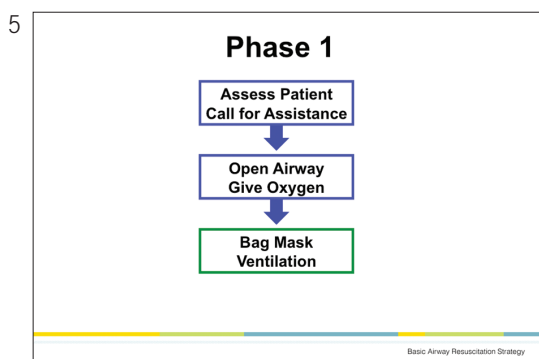 5
Phase 1
Assess Patient
Call for Assistance
Open Airway
Give Oxygen
Bag Mask
Ventilation
Basic Airway Resuscitation Strategy